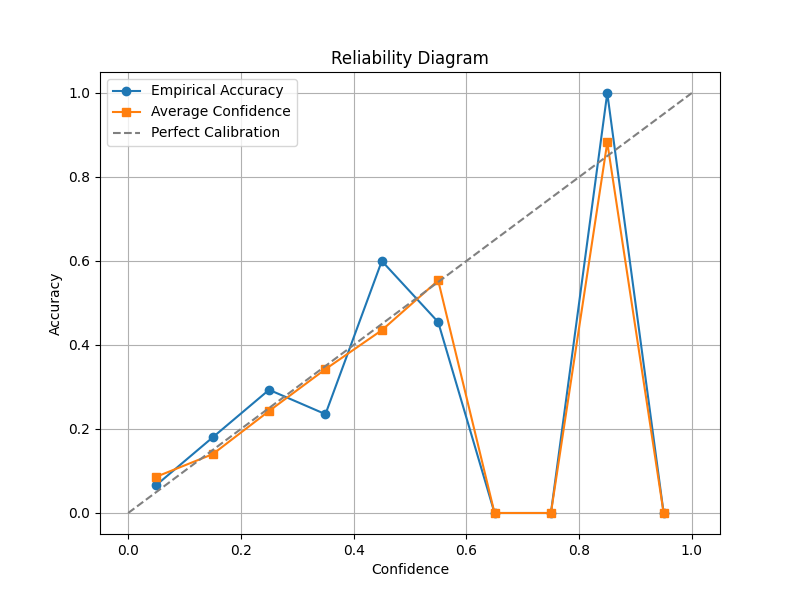 Reliability Diagram
Empirical Accuracy
Average Confidence
Perfect Calibration
1.0
0.8
0.6
0.4
0.2
0.0
Accuracy
0.0 0.2 0.4 0.6 0.8 1.0
Confidence